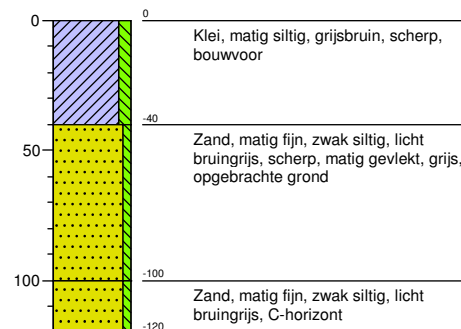 0
0
Klei, matig siltig, grijsbruin, scherp,
bouwvoor
-40
Zand, matig fijn, zwak siltig, licht
bruingrijs, scherp, matig gevlekt, grijs,
opgebrachte grond
50
-100
100
Zand, matig fijn, zwak siltig, licht
bruingrijs, C-horizont
-120